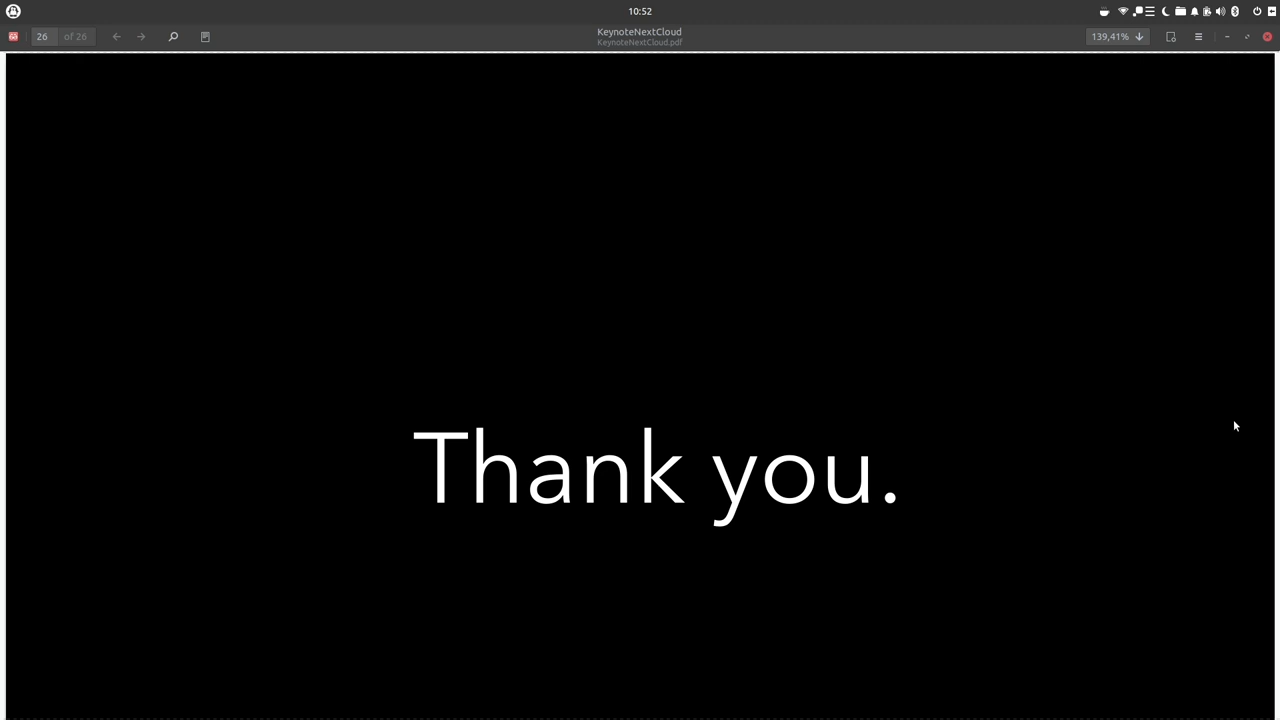 10:52
26 of 26
KeynoteNextCloud
KeynoteNextCloud.pdf
139,41%
Thank you.